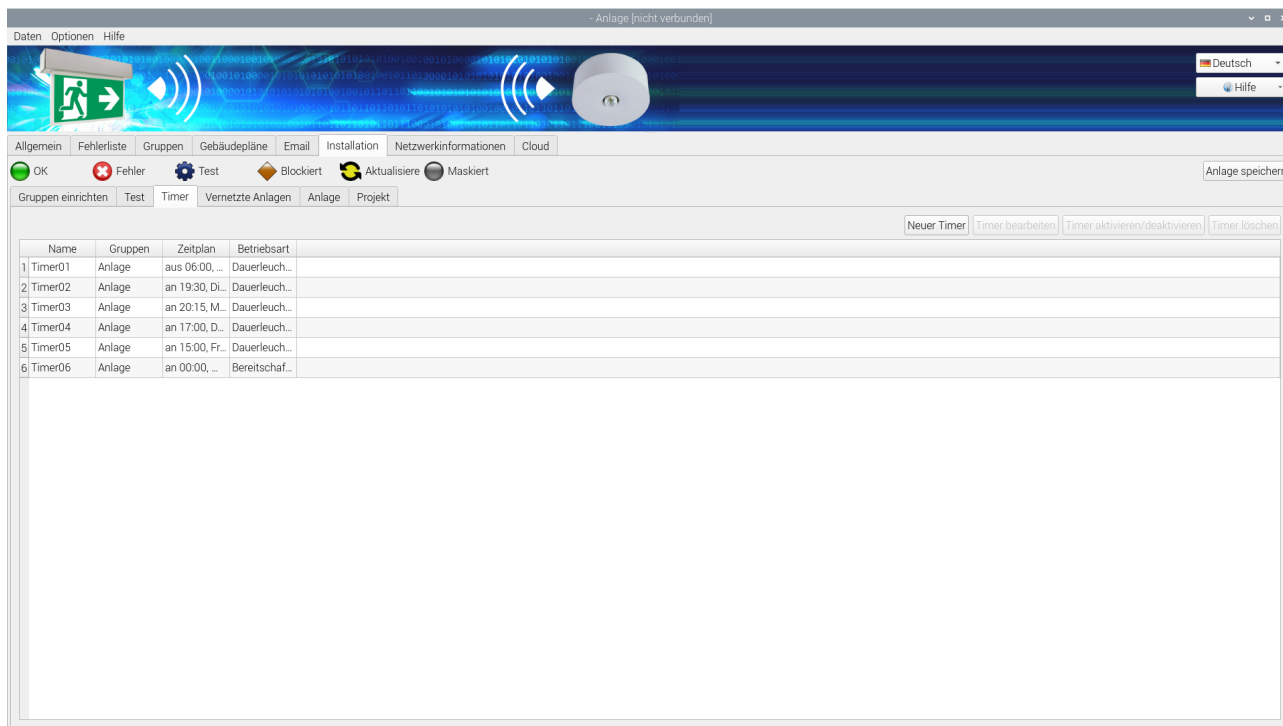 - Anlage [nicht verbunden]
Daten Optionen Hilfe
Deutsch
Hilfe
Allgemein Fehlerliste Gruppen Gebäudepläne Email Installation Netzwerkinformationen Cloud
OK Fehler Test Blockiert Aktualisiere Maskiert Anlage speichern
Gruppen einrichten Test Timer Vernetzte Anlagen Anlage Projekt
Neuer Timer Timer bearbeiten Timer aktivieren/deaktivieren Timer löschen
Name Gruppen Zeitplan Betriebsart
1 Timer01 Anlage aus 06:00, ... Dauerleuch...
2 Timer02 Anlage an 19:30, Di... Dauerleuch...
3 Timer03 Anlage an 20:15, M... Dauerleuch...
4 Timer04 Anlage an 17:00, D... Dauerleuch...
5 Timer05 Anlage an 15:00, Fr... Dauerleuch...
6 Timer06 Anlage an 00:00, ... Bereitschaf...